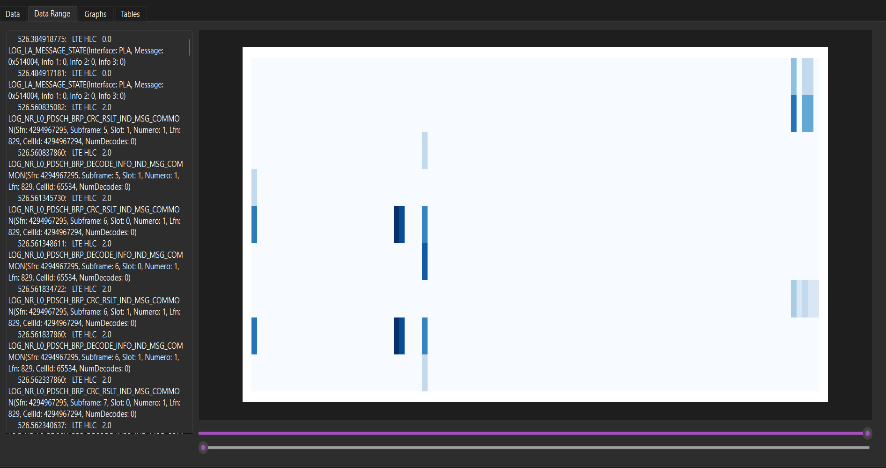 Data
Data Range
Graphs
Tables
526.384918775: LTE HLC 0.0
LOG_LA_MESSAGE_STATE(Interface: PLA, Message:
0x514004, Info 1: 0, Info 2: 0, Info 3: 0)
526.484917181: LTE HLC 0.0
LOG_LA_MESSAGE_STATE(Interface: PLA, Message:
0x514004, Info 1: 0, Info 2: 0, Info 3: 0)
526.560835082: LTE HLC 2.0
LOG_NR_L0_PDSCH_BRP_CRC_RSLT_IND_MSG_COMMO
N(Sfn: 4294967295, Subframe: 5, Slot: 1, Numero: 1, Lfn:
829, CellId: 4294967294, NumDecodes: 0)
526.560837860: LTE HLC 2.0
LOG_NR_L0_PDSCH_BRP_DECODE_INFO_IND_MSG_COM
MON(Sfn: 4294967295, Subframe: 5, Slot: 1, Numero: 1,
Lfn: 829, CellId: 65534, NumDecodes: 0)
526.561345730: LTE HLC 2.0
LOG_NR_L0_PDSCH_BRP_CRC_RSLT_IND_MSG_COMMO
N(Sfn: 4294967295, Subframe: 6, Slot: 0, Numero: 1, Lfn:
829, CellId: 4294967294, NumDecodes: 0)
526.561348611: LTE HLC 2.0
LOG_NR_L0_PDSCH_BRP_DECODE_INFO_IND_MSG_COM
MON(Sfn: 4294967295, Subframe: 6, Slot: 0, Numero: 1,
Lfn: 829, CellId: 65534, NumDecodes: 0)
526.561834722: LTE HLC 2.0
LOG_NR_L0_PDSCH_BRP_CRC_RSLT_IND_MSG_COMMO
N(Sfn: 4294967295, Subframe: 6, Slot: 1, Numero: 1, Lfn:
829, CellId: 4294967294, NumDecodes: 0)
526.561837860: LTE HLC 2.0
LOG_NR_L0_PDSCH_BRP_DECODE_INFO_IND_MSG_COM
MON(Sfn: 4294967295, Subframe: 6, Slot: 1, Numero: 1,
Lfn: 829, CellId: 65534, NumDecodes: 0)
526.562337860: LTE HLC 2.0
LOG_NR_L0_PDSCH_BRP_CRC_RSLT_IND_MSG_COMMO
N(Sfn: 4294967295, Subframe: 7, Slot: 0, Numero: 1, Lfn:
829, CellId: 4294967294, NumDecodes: 0)
526.562340637: LTE HLC 2.0